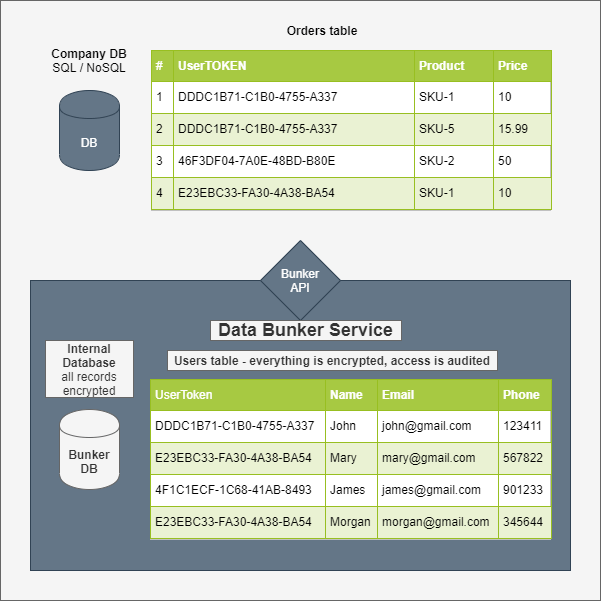 Orders table
Company DB
SQL / NoSQL
DB
# UserTOKEN Product Price
1 DDDC1B71-C1B0-4755-A337 SKU-1 10
2 DDDC1B71-C1B0-4755-A337 SKU-5 15.99
3 46F3DF04-7A0E-48BD-B80E SKU-2 50
4 E23EBC33-FA30-4A38-BA54 SKU-1 10
Bunker
API
Data Bunker Service
Internal
Database
all records
encrypted
Bunker
DB
Users table - everything is encrypted, access is audited
UserToken Name Email Phone
DDDC1B71-C1B0-4755-A337 John john@gmail.com 123411
E23EBC33-FA30-4A38-BA54 Mary mary@gmail.com 567822
4F1C1ECF-1C68-41AB-8493 James james@gmail.com 901233
E23EBC33-FA30-4A38-BA54 Morgan morgan@gmail.com 345644